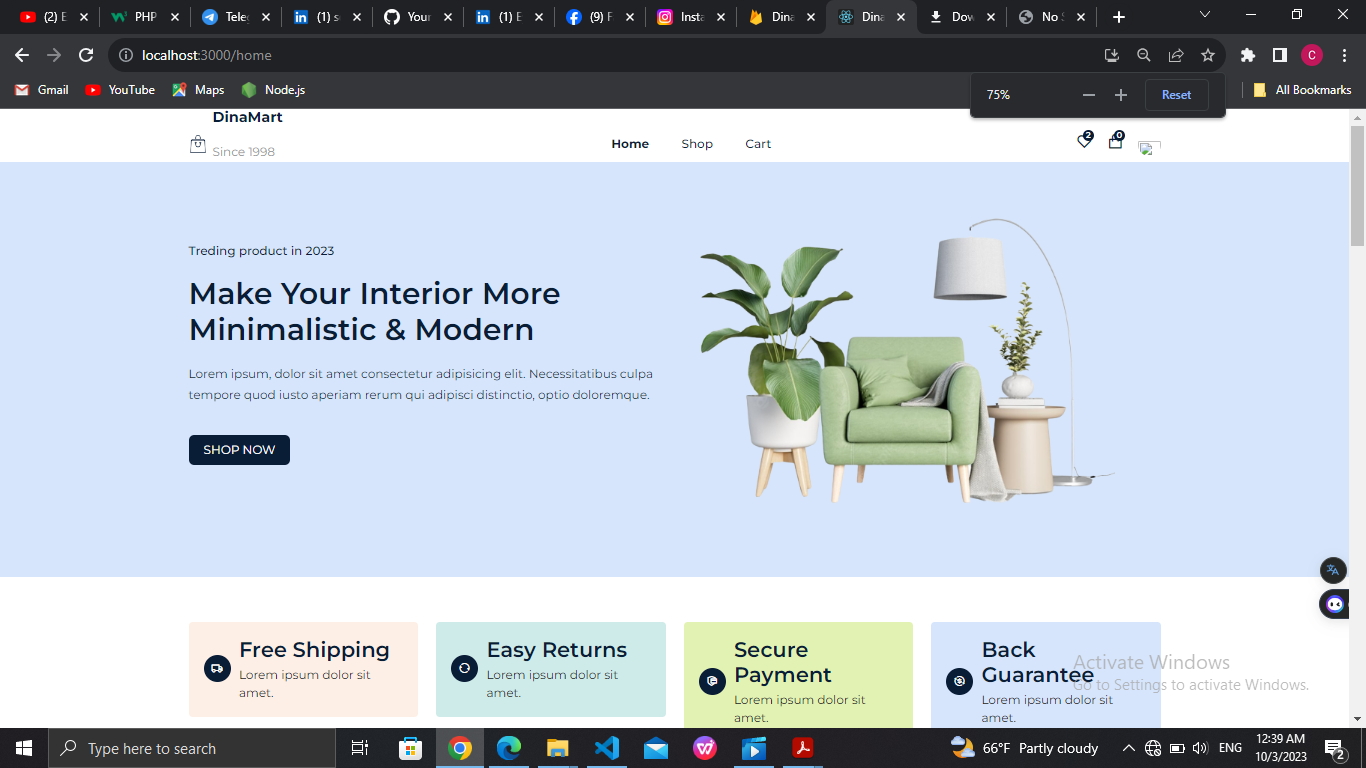 (2) E
PHP
Teleg
(1) s
Your
(1) E
(9) F
Insta
Dina
Dina
Dow
No S
localhost:3000/home
Gmail
YouTube
Maps
Node.js
All Bookmarks
75%
Reset
DinaMart
Since 1998
Home
Shop
Cart
2
0
Treding product in 2023
Make Your Interior More
Minimalistic & Modern
Lorem ipsum, dolor sit amet consectetur adipisicing elit. Necessitatibus culpa
tempore quod iusto aperiam rerum qui adipisci distinctio, optio doloremque.
SHOP NOW
Free Shipping
Lorem ipsum dolor sit
amet.
Easy Returns
Lorem ipsum dolor sit
amet.
Secure
Payment
Lorem ipsum dolor sit
amet.
Back
Guarantee
Lorem ipsum dolor sit
amet.
Activate Windows
Go to Settings to activate Windows.
Type here to search
66°F Partly cloudy
ENG
12:39 AM
10/3/2023
2